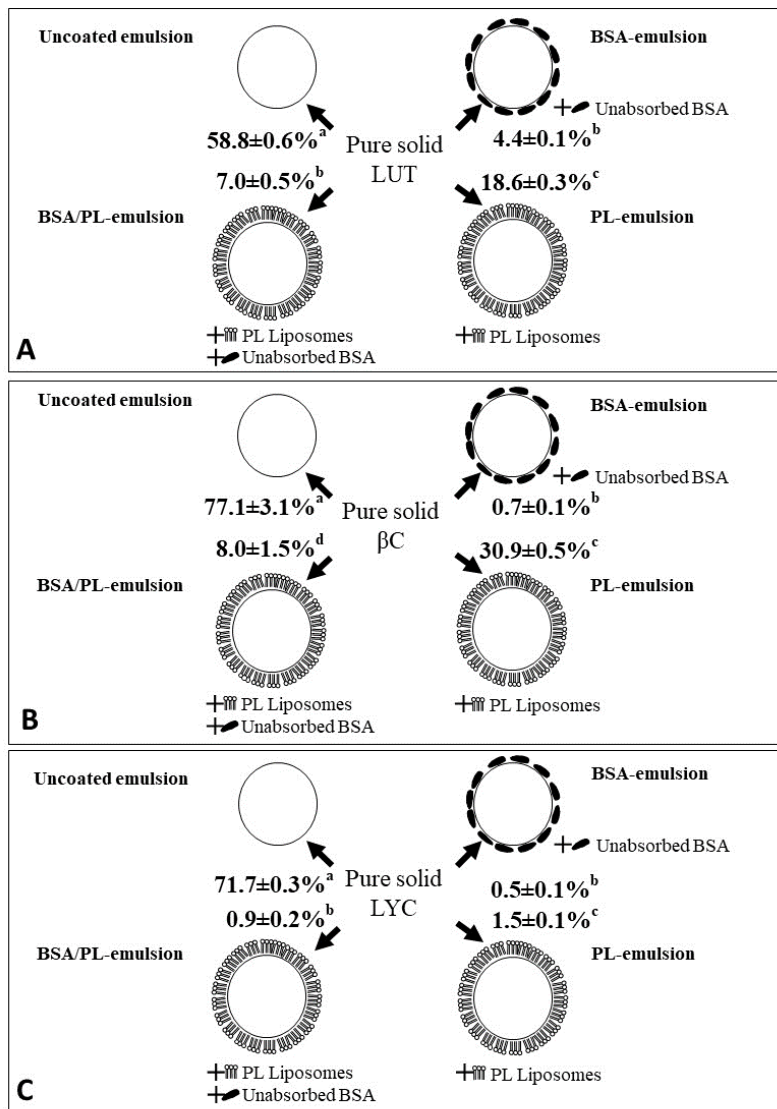 Uncoated emulsion
BSA-emulsion
Unabsorbed BSA
58.8±0.6%ᵃ
Pure solid
LUT
4.4±0.1%ᵇ
7.0±0.5%ᵇ
18.6±0.3%ᶜ
BSA/PL-emulsion
PL-emulsion
PL Liposomes
Unabsorbed BSA
PL Liposomes
A
Uncoated emulsion
BSA-emulsion
Unabsorbed BSA
77.1±3.1%ᵃ
Pure solid
βC
0.7±0.1%ᵇ
8.0±1.5%ᵈ
30.9±0.5%ᶜ
BSA/PL-emulsion
PL-emulsion
PL Liposomes
Unabsorbed BSA
PL Liposomes
B
Uncoated emulsion
BSA-emulsion
Unabsorbed BSA
71.7±0.3%ᵃ
Pure solid
LYC
0.5±0.1%ᵇ
0.9±0.2%ᵇ
1.5±0.1%ᶜ
BSA/PL-emulsion
PL-emulsion
PL Liposomes
Unabsorbed BSA
PL Liposomes
C